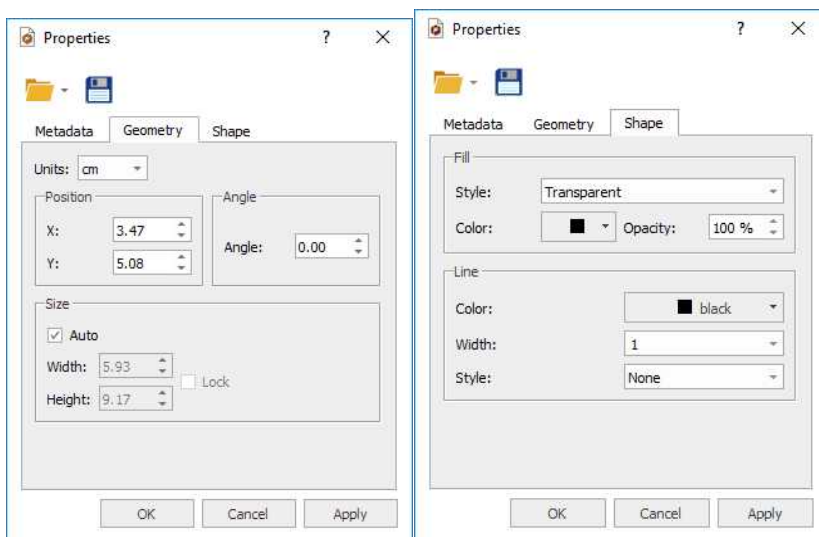 Properties ?
Metadata Geometry Shape
Units: cm
Position
X: 3.47
Y: 5.08
Angle
Angle: 0.00
Size
Auto
Width: 5.93
Height: 9.17
Lock
OK Cancel Apply
Properties ?
Metadata Geometry Shape
Fill
Style: Transparent
Color: Opacity: 100 %
Line
Color: black
Width: 1
Style: None
OK Cancel Apply